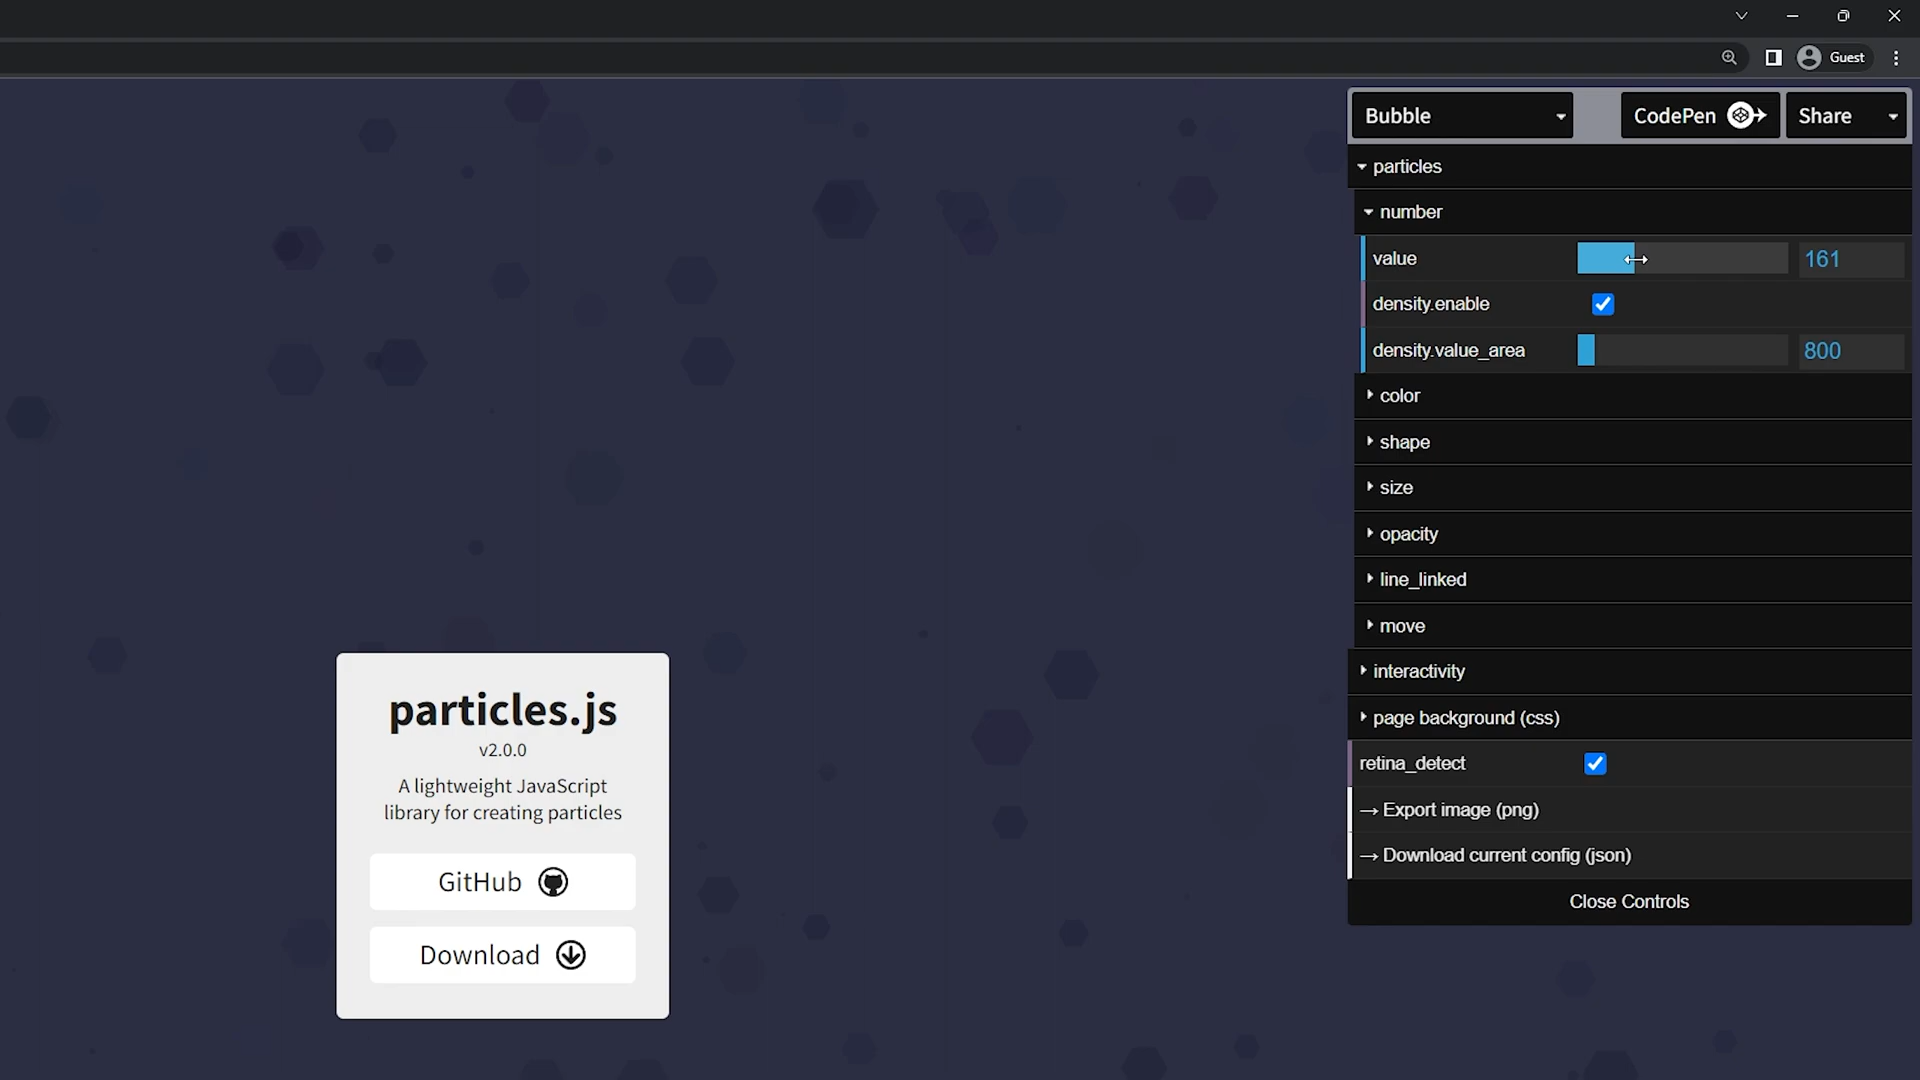 Guest
Bubble
CodePen
Share
particles
number
value
161
density.enable
density.value_area
800
color
shape
size
opacity
line_linked
move
interactivity
page background (css)
retina_detect
→ Export image (png)
→ Download current config (json)
Close Controls
particles.js
v2.0.0
A lightweight JavaScript
library for creating particles
GitHub
Download